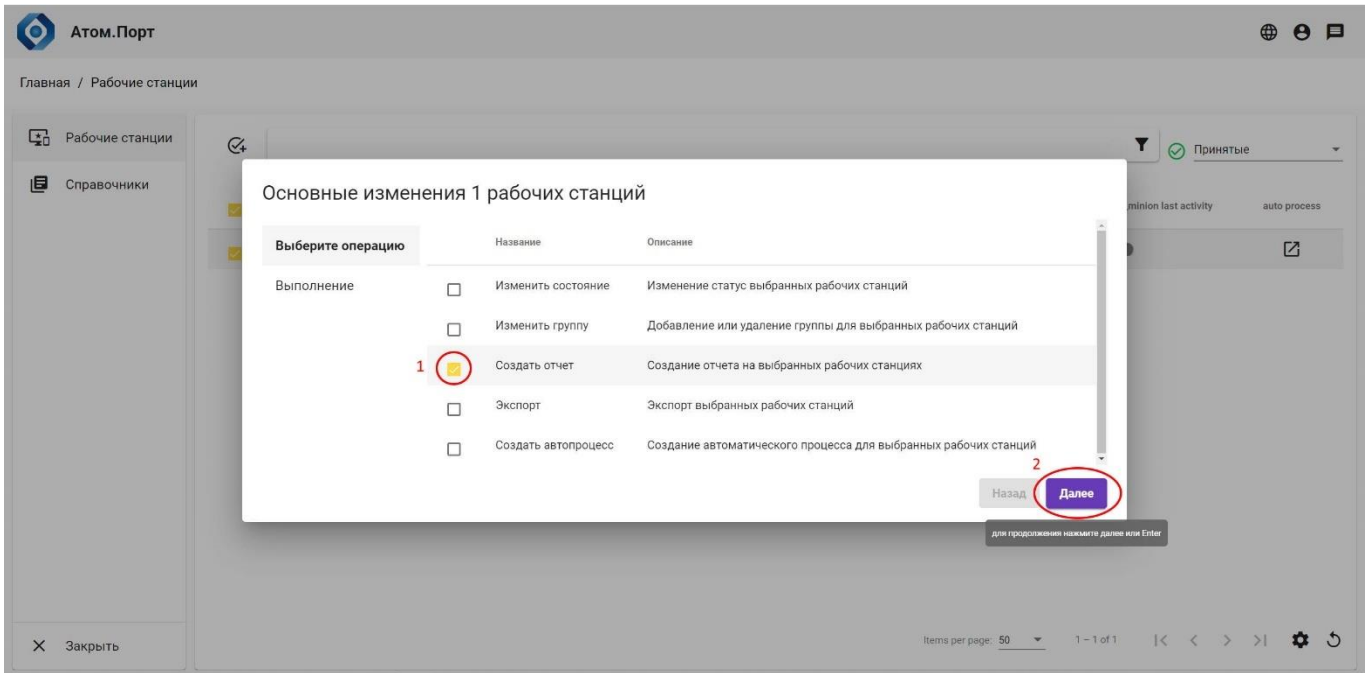 Атом.Порт
Главная / Рабочие станции
Рабочие станции
Справочники
Закрыть
Принятые
minion last activity
auto process
Основные изменения 1 рабочих станций
Выберите операцию
Выполнение
Название Описание
Изменить состояние Изменение статус выбранных рабочих станций
Изменить группу Добавление или удаление группы для выбранных рабочих станций
1 Создать отчет Создание отчета на выбранных рабочих станциях
Экспорт Экспорт выбранных рабочих станций
Создать автопроцесс Создание автоматического процесса для выбранных рабочих станций
2
Назад Далее
для продолжения нажмите далее или Enter
Items per page: 50 1 – 1 of 1